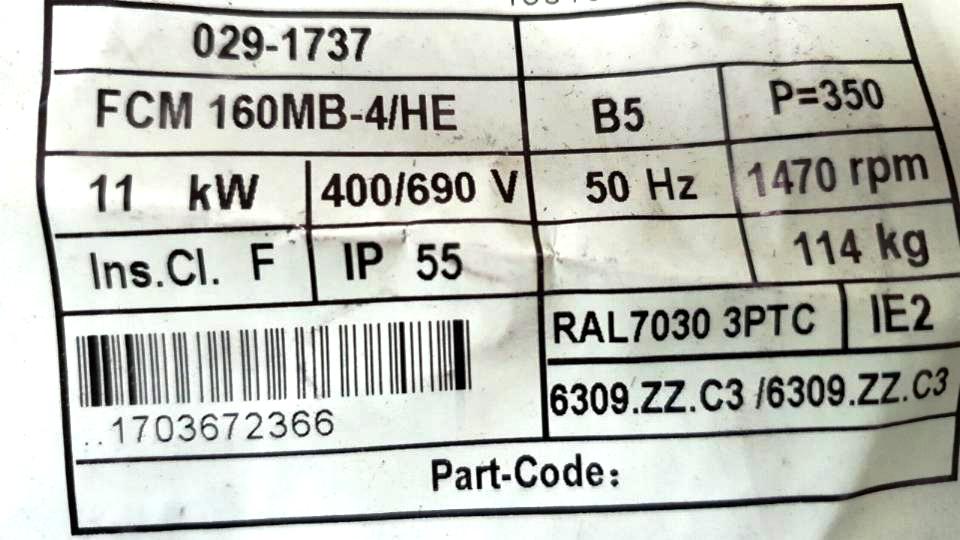 029-1737
FCM 160MB-4/HE B5 P=350
11 kW 400/690 V 50 Hz 1470 rpm
Ins.Cl. F IP 55 114 kg
RAL7030 3PTC IE2
6309.ZZ.C3 /6309.ZZ.C3
..1703672366
Part-Code: